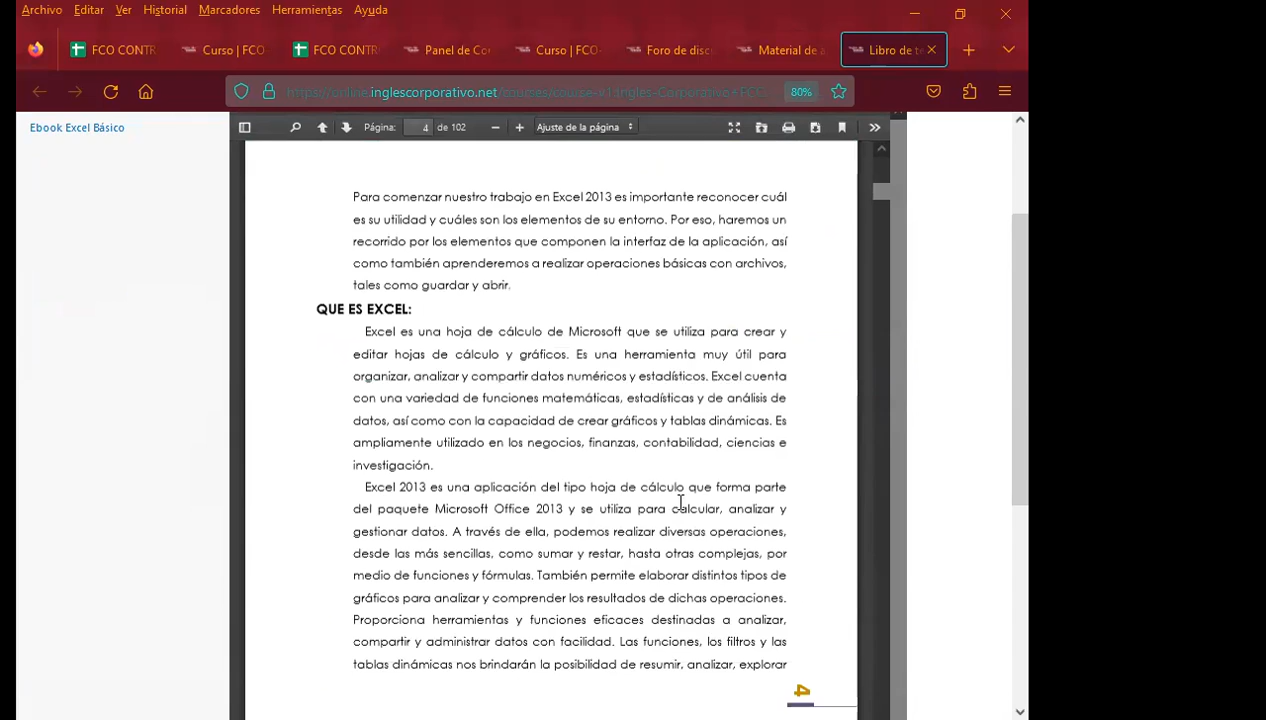 Archivo Editar Ver Historial Marcadores Herramientas Ayuda
FCO CONTR Curso | FCO FCO CONTR Panel de Co Curso | FCO- Foro de disc Material de a Libro de te
https://online.inglescorporativo.net/courses/course-v1:Ingles-Corporativo+FCC 80%
Ebook Excel Básico
Página: 4 de 102 Ajuste de la página
Para comenzar nuestro trabajo en Excel 2013 es importante reconocer cuál
es su utilidad y cuáles son los elementos de su entorno. Por eso, haremos un
recorrido por los elementos que componen la interfaz de la aplicación, así
como también aprenderemos a realizar operaciones básicas con archivos,
tales como guardar y abrir.
QUE ES EXCEL:
Excel es una hoja de cálculo de Microsoft que se utiliza para crear y
editar hojas de cálculo y gráficos. Es una herramienta muy útil para
organizar, analizar y compartir datos numéricos y estadísticos. Excel cuenta
con una variedad de funciones matemáticas, estadísticas y de análisis de
datos, así como con la capacidad de crear gráficos y tablas dinámicas. Es
ampliamente utilizado en los negocios, finanzas, contabilidad, ciencias e
investigación.
Excel 2013 es una aplicación del tipo hoja de cálculo que forma parte
del paquete Microsoft Office 2013 y se utiliza para calcular, analizar y
gestionar datos. A través de ella, podemos realizar diversas operaciones,
desde las más sencillas, como sumar y restar, hasta otras complejas, por
medio de funciones y fórmulas. También permite elaborar distintos tipos de
gráficos para analizar y comprender los resultados de dichas operaciones.
Proporciona herramientas y funciones eficaces destinadas a analizar,
compartir y administrar datos con facilidad. Las funciones, los filtros y las
tablas dinámicas nos brindarán la posibilidad de resumir, analizar, explorar
4